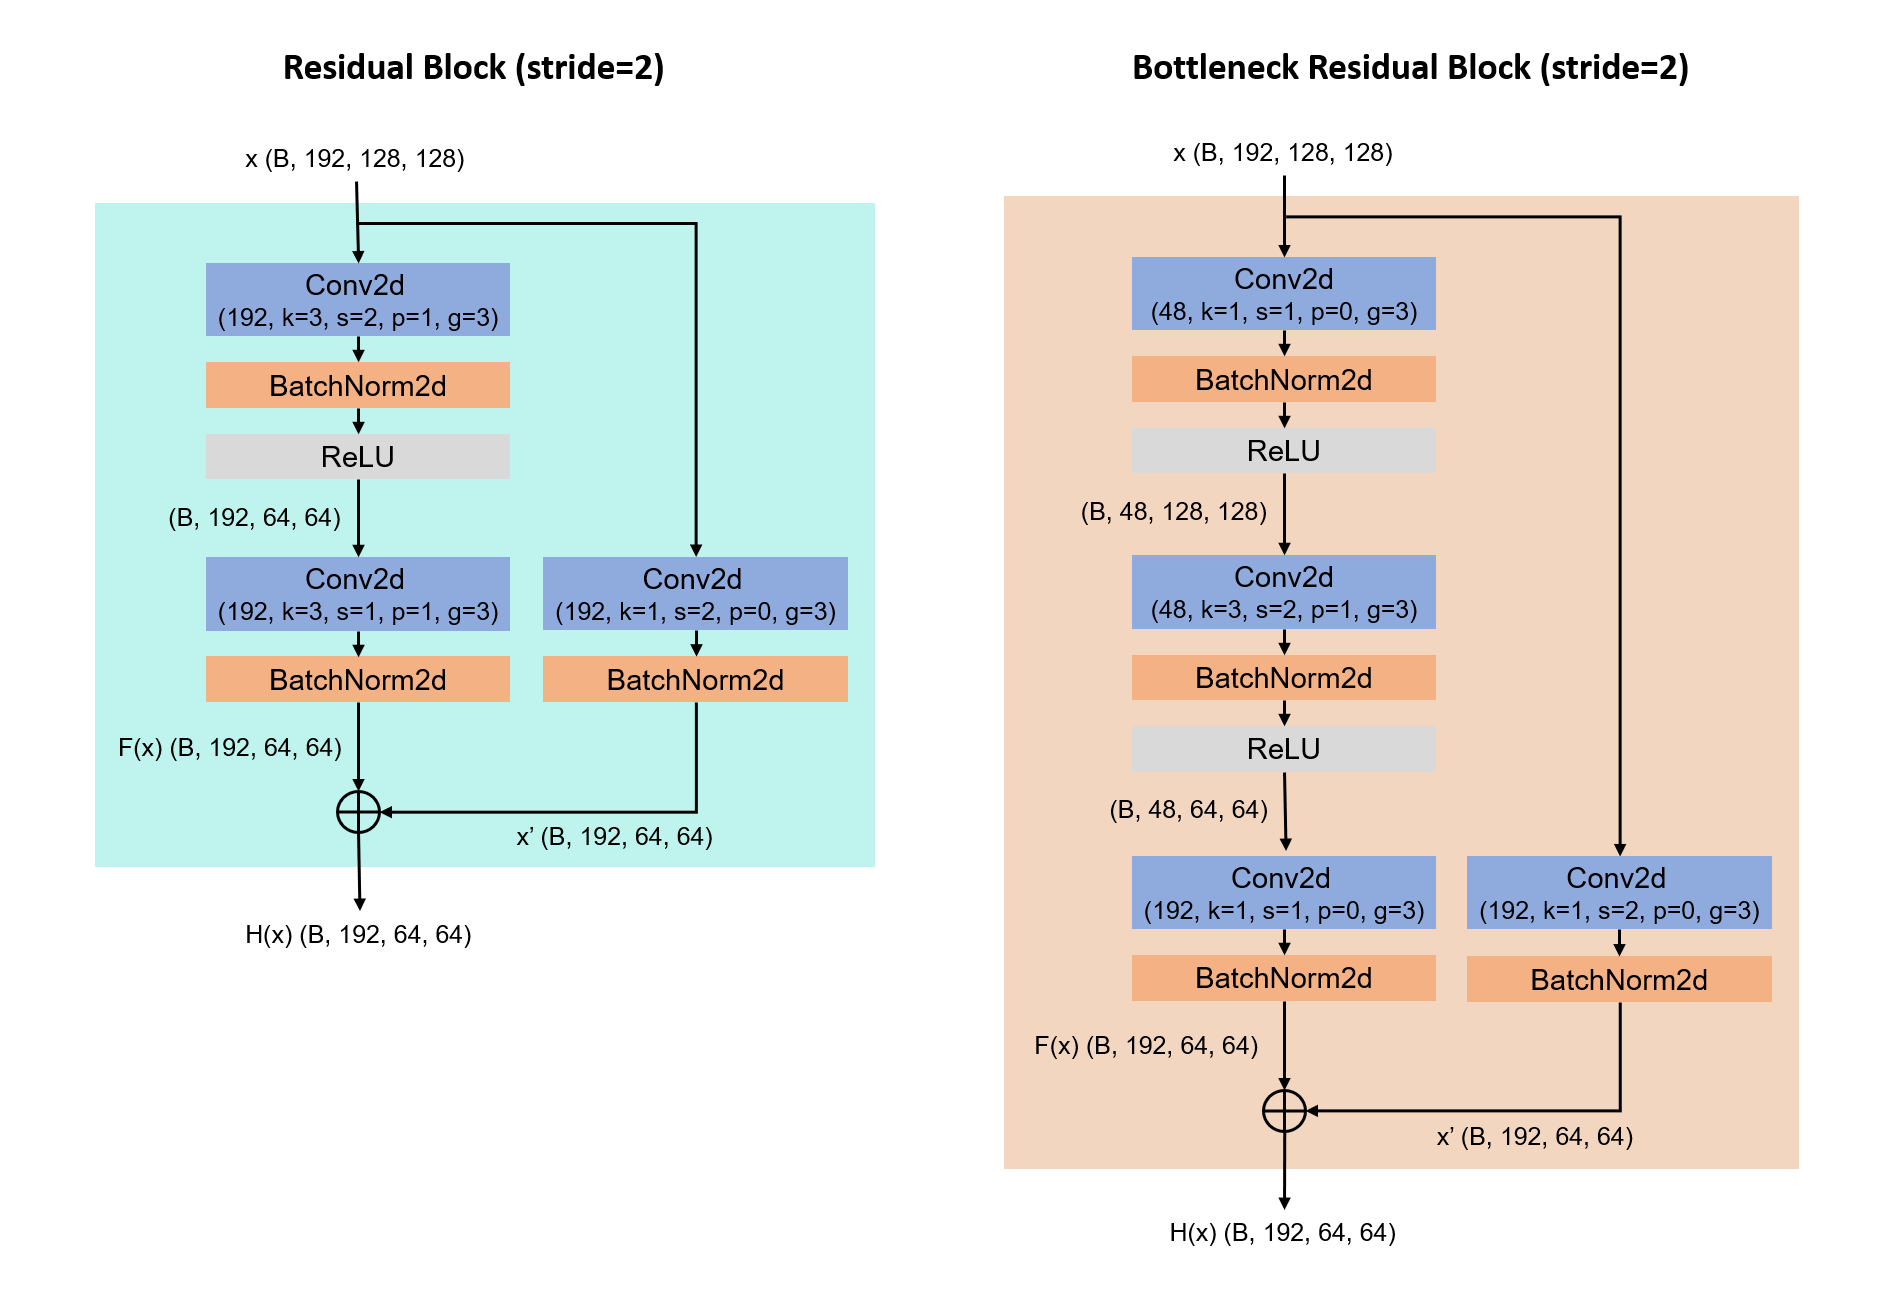 Residual Block (stride=2)
x (B, 192, 128, 128)
Conv2d
(192, k=3, s=2, p=1, g=3)
BatchNorm2d
ReLU
(B, 192, 64, 64)
Conv2d
(192, k=3, s=1, p=1, g=3)
BatchNorm2d
Conv2d
(192, k=1, s=2, p=0, g=3)
BatchNorm2d
F(x) (B, 192, 64, 64)
x’ (B, 192, 64, 64)
H(x) (B, 192, 64, 64)
Bottleneck Residual Block (stride=2)
x (B, 192, 128, 128)
Conv2d
(48, k=1, s=1, p=0, g=3)
BatchNorm2d
ReLU
(B, 48, 128, 128)
Conv2d
(48, k=3, s=2, p=1, g=3)
BatchNorm2d
ReLU
(B, 48, 64, 64)
Conv2d
(192, k=1, s=1, p=0, g=3)
BatchNorm2d
Conv2d
(192, k=1, s=2, p=0, g=3)
BatchNorm2d
F(x) (B, 192, 64, 64)
x’ (B, 192, 64, 64)
H(x) (B, 192, 64, 64)